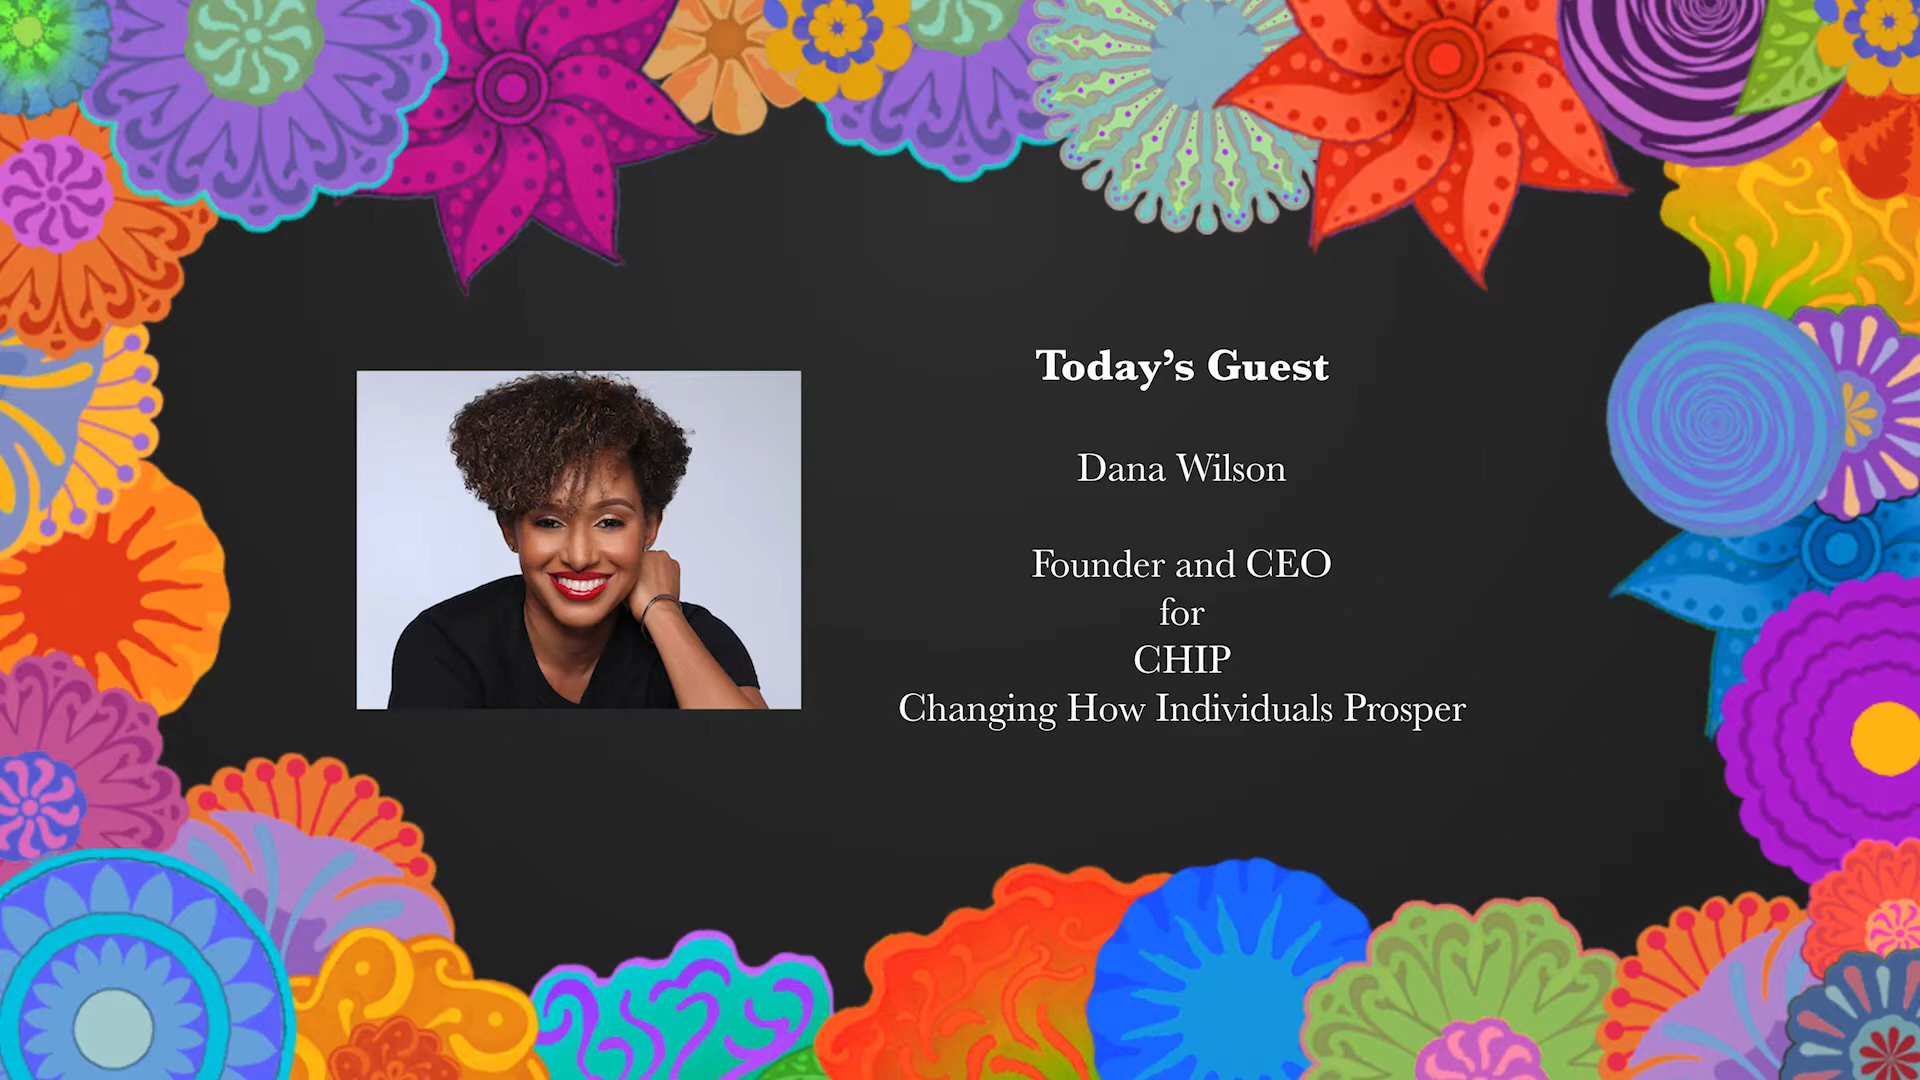 Today’s Guest
Dana Wilson
Founder and CEO
for
CHIP
Changing How Individuals Prosper